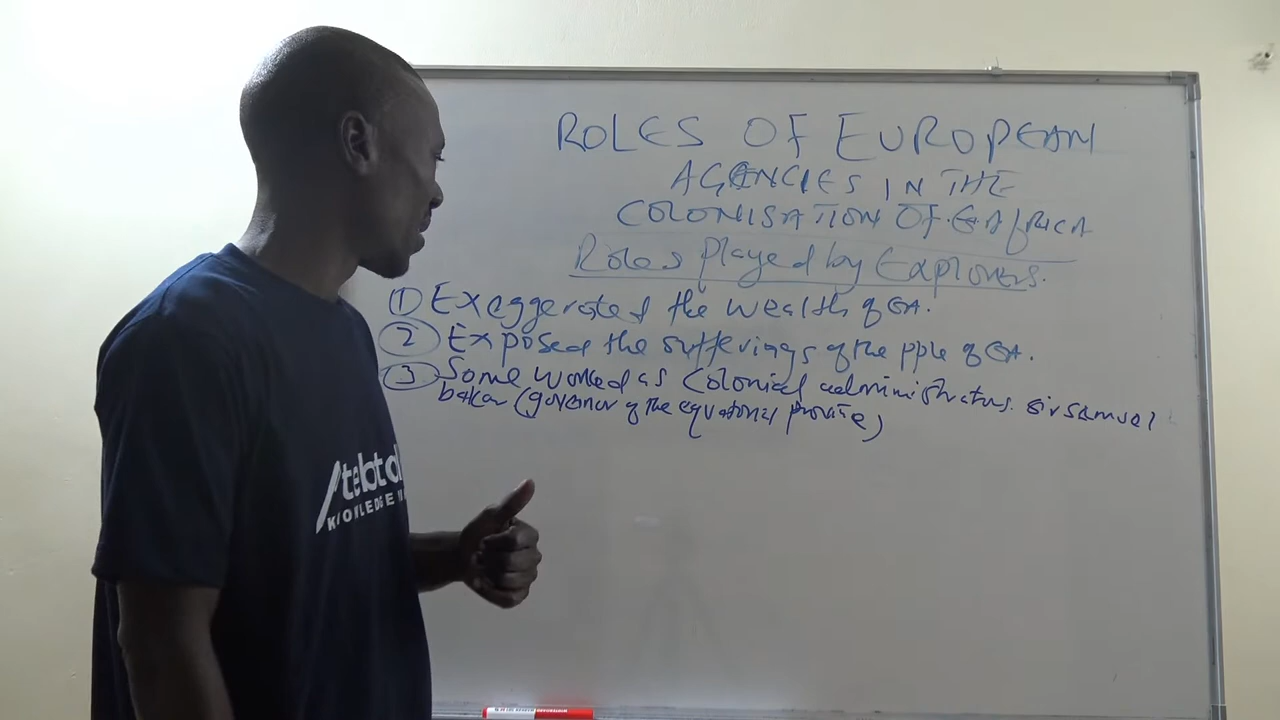 ROLES OF EUROPEAN
AGENCIES IN THE
COLONISATION OF E. AFRICA
Roles played by Explorers.
① Exaggerated the wealth of EA.
② Exposed the sufferings of the pple of EA.
③ Some worked as colonial administrators. Sir Samuel
baker (governor of the equatorial province)
KNOWLEDGE